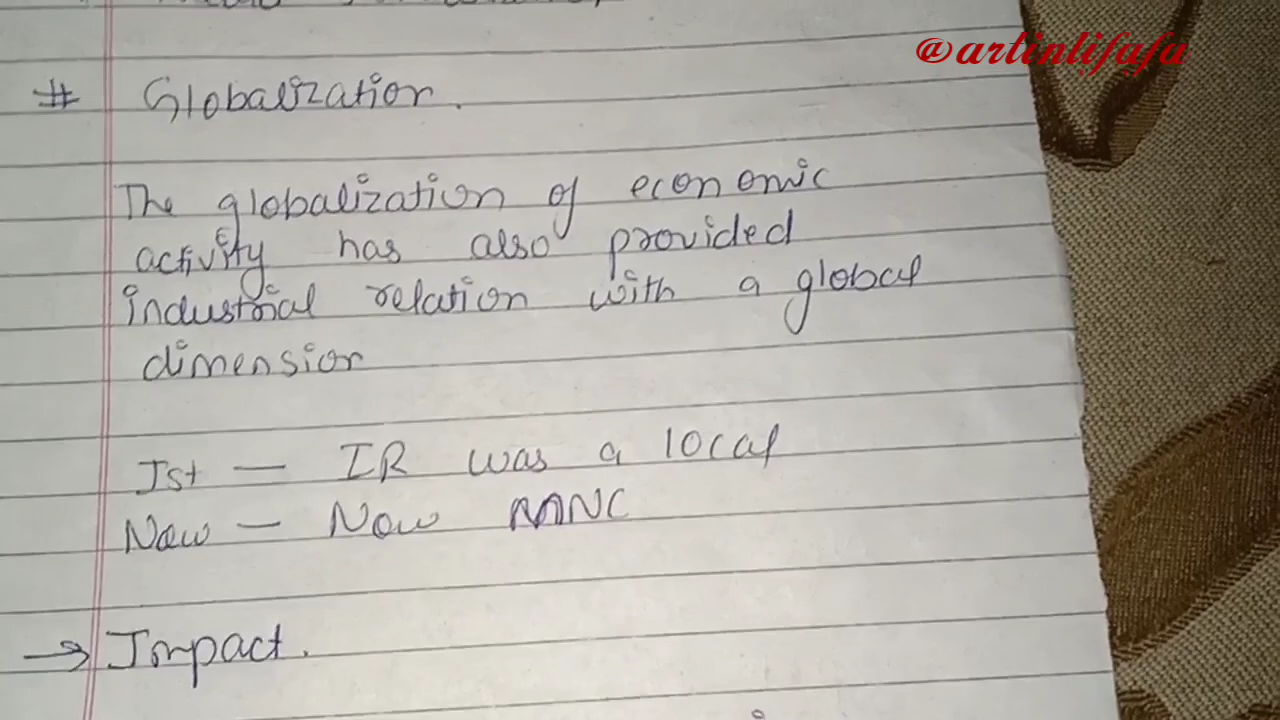 @artinlifafa
# Globalization.
The globalization of economic
activity has also provided
industrial relation with a global
dimension
Ist — IR was a local
Now — Now MNC
→ Impact.